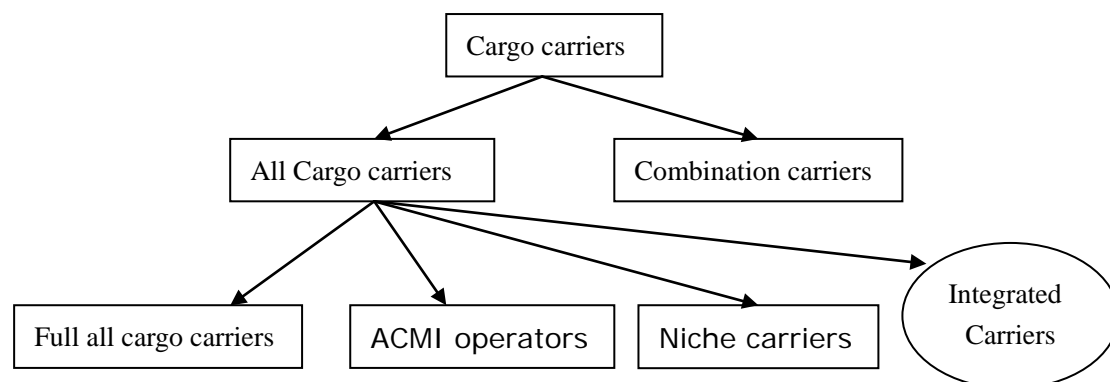 Cargo carriers
All Cargo carriers
Combination carriers
Full all cargo carriers
ACMI operators
Niche carriers
Integrated
Carriers